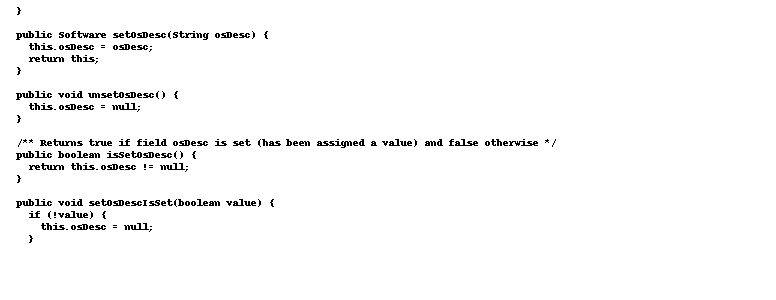 }
public Software setOsDesc(String osDesc) {
this.osDesc = osDesc;
return this;
}
public void unsetOsDesc() {
this.osDesc = null;
}
/** Returns true if field osDesc is set (has been assigned a value) and false otherwise */
public boolean isSetOsDesc() {
return this.osDesc != null;
}
public void setOsDescIsSet(boolean value) {
if (!value) {
this.osDesc = null;
}